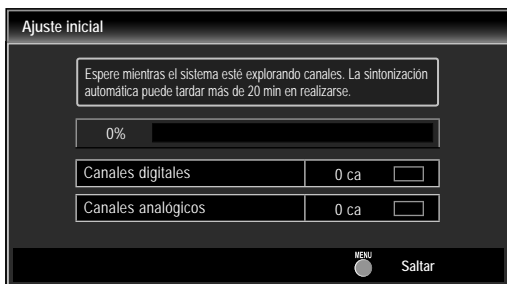 Ajuste inicial
Espere mientras el sistema esté explorando canales. La sintonización
automática puede tardar más de 20 min en realizarse.
0%
Canales digitales 0 ca
Canales analógicos 0 ca
MENU
Saltar